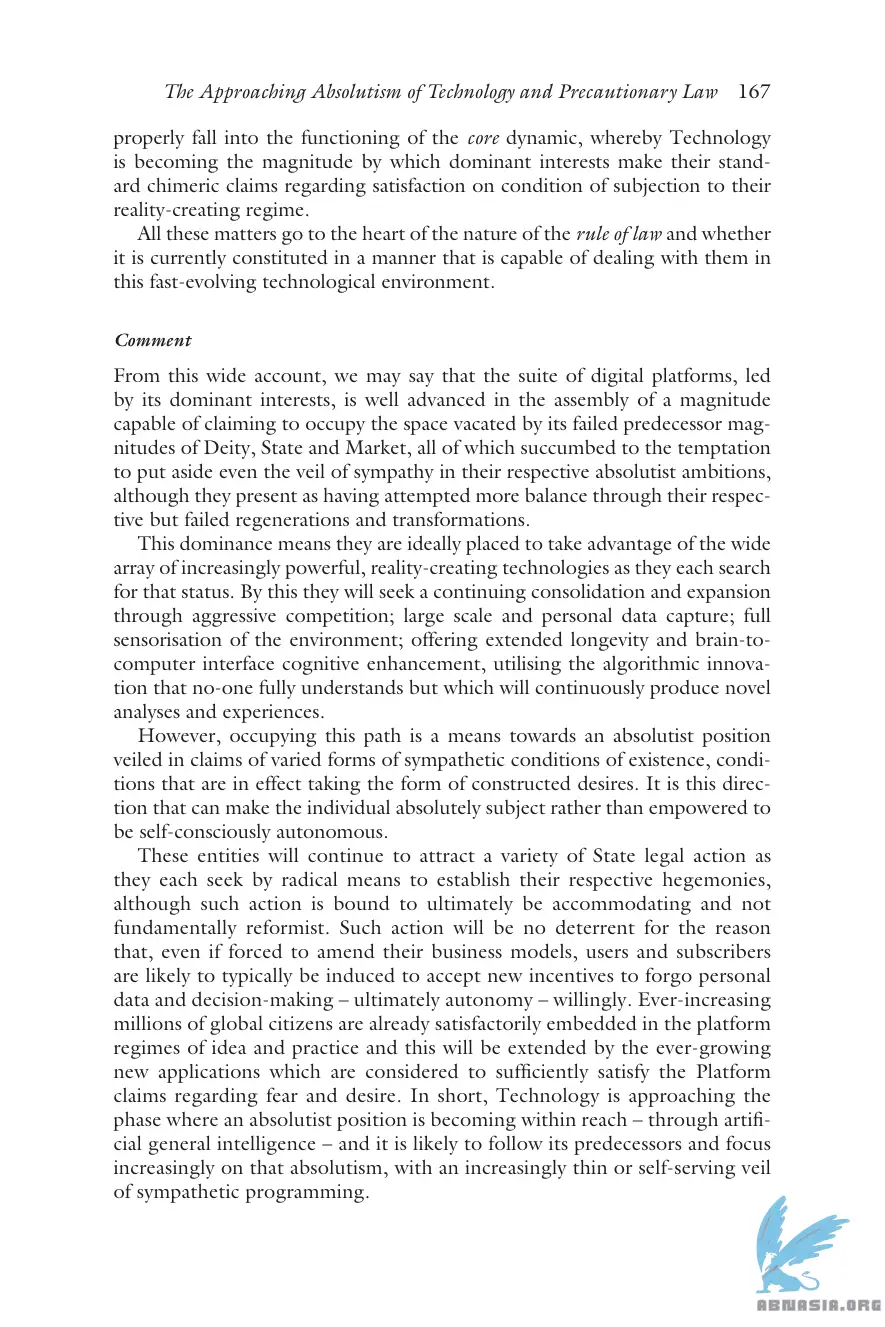 The Approaching Absolutism of Technology and Precautionary Law 167
properly fall into the functioning of the core dynamic, whereby Technology
is becoming the magnitude by which dominant interests make their stand-
ard chimeric claims regarding satisfaction on condition of subjection to their
reality-creating regime.
All these matters go to the heart of the nature of the rule of law and whether
it is currently constituted in a manner that is capable of dealing with them in
this fast-evolving technological environment.
Comment
From this wide account, we may say that the suite of digital platforms, led
by its dominant interests, is well advanced in the assembly of a magnitude
capable of claiming to occupy the space vacated by its failed predecessor mag-
nitudes of Deity, State and Market, all of which succumbed to the temptation
to put aside even the veil of sympathy in their respective absolutist ambitions,
although they present as having attempted more balance through their respec-
tive but failed regenerations and transformations.
This dominance means they are ideally placed to take advantage of the wide
array of increasingly powerful, reality-creating technologies as they each search
for that status. By this they will seek a continuing consolidation and expansion
through aggressive competition; large scale and personal data capture; full
sensorisation of the environment; offering extended longevity and brain-to-
computer interface cognitive enhancement, utilising the algorithmic innova-
tion that no-one fully understands but which will continuously produce novel
analyses and experiences.
However, occupying this path is a means towards an absolutist position
veiled in claims of varied forms of sympathetic conditions of existence, condi-
tions that are in effect taking the form of constructed desires. It is this direc-
tion that can make the individual absolutely subject rather than empowered to
be self-consciously autonomous.
These entities will continue to attract a variety of State legal action as
they each seek by radical means to establish their respective hegemonies,
although such action is bound to ultimately be accommodating and not
fundamentally reformist. Such action will be no deterrent for the reason
that, even if forced to amend their business models, users and subscribers
are likely to typically be induced to accept new incentives to forgo personal
data and decision-making – ultimately autonomy – willingly. Ever-increasing
millions of global citizens are already satisfactorily embedded in the platform
regimes of idea and practice and this will be extended by the ever-growing
new applications which are considered to sufficiently satisfy the Platform
claims regarding fear and desire. In short, Technology is approaching the
phase where an absolutist position is becoming within reach – through artifi-
cial general intelligence – and it is likely to follow its predecessors and focus
increasingly on that absolutism, with an increasingly thin or self-serving veil
of sympathetic programming.
ABNASIA.ORG